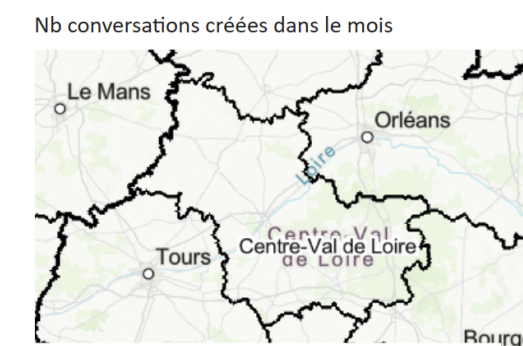 Nb conversations créées dans le mois
Le Mans
Orléans
Loire
Centre-Val
Centre-Val de Loire
de Loire
Tours
Bourg